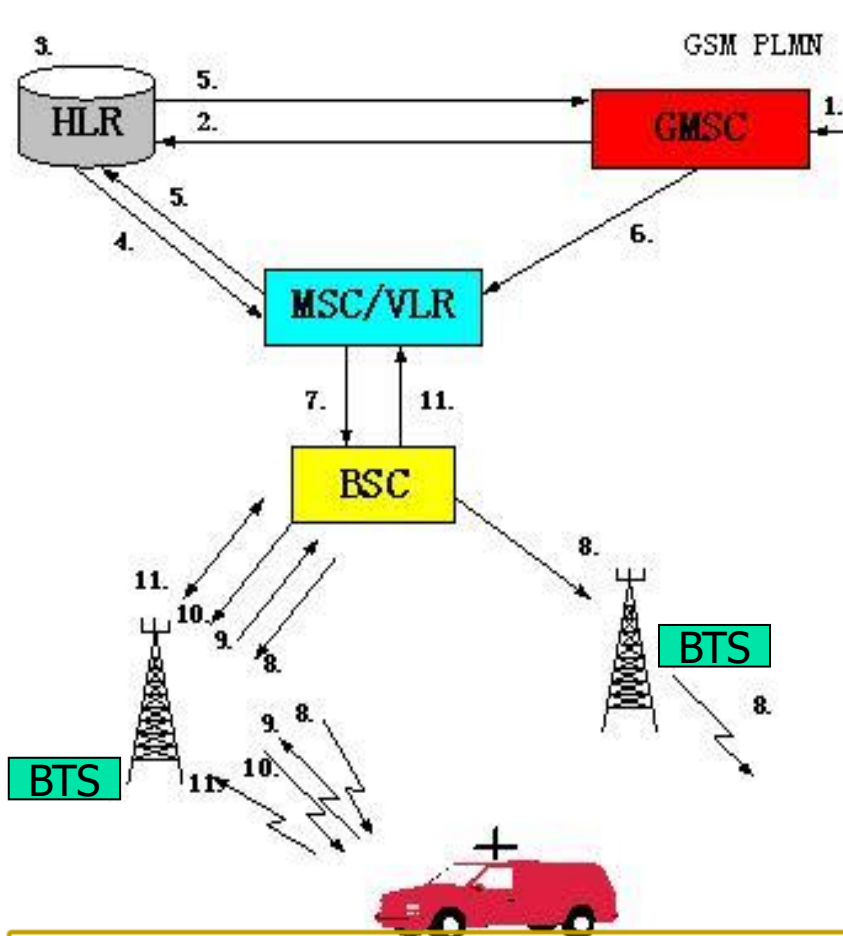 3.
GSM PLMN
5.
HLR
GMSC
1.
2.
5.
4.
6.
MSC/VLR
7.
11.
BSC
8.
11.
10.
9.
8.
BTS
8.
8.
9.
10.
11.
BTS